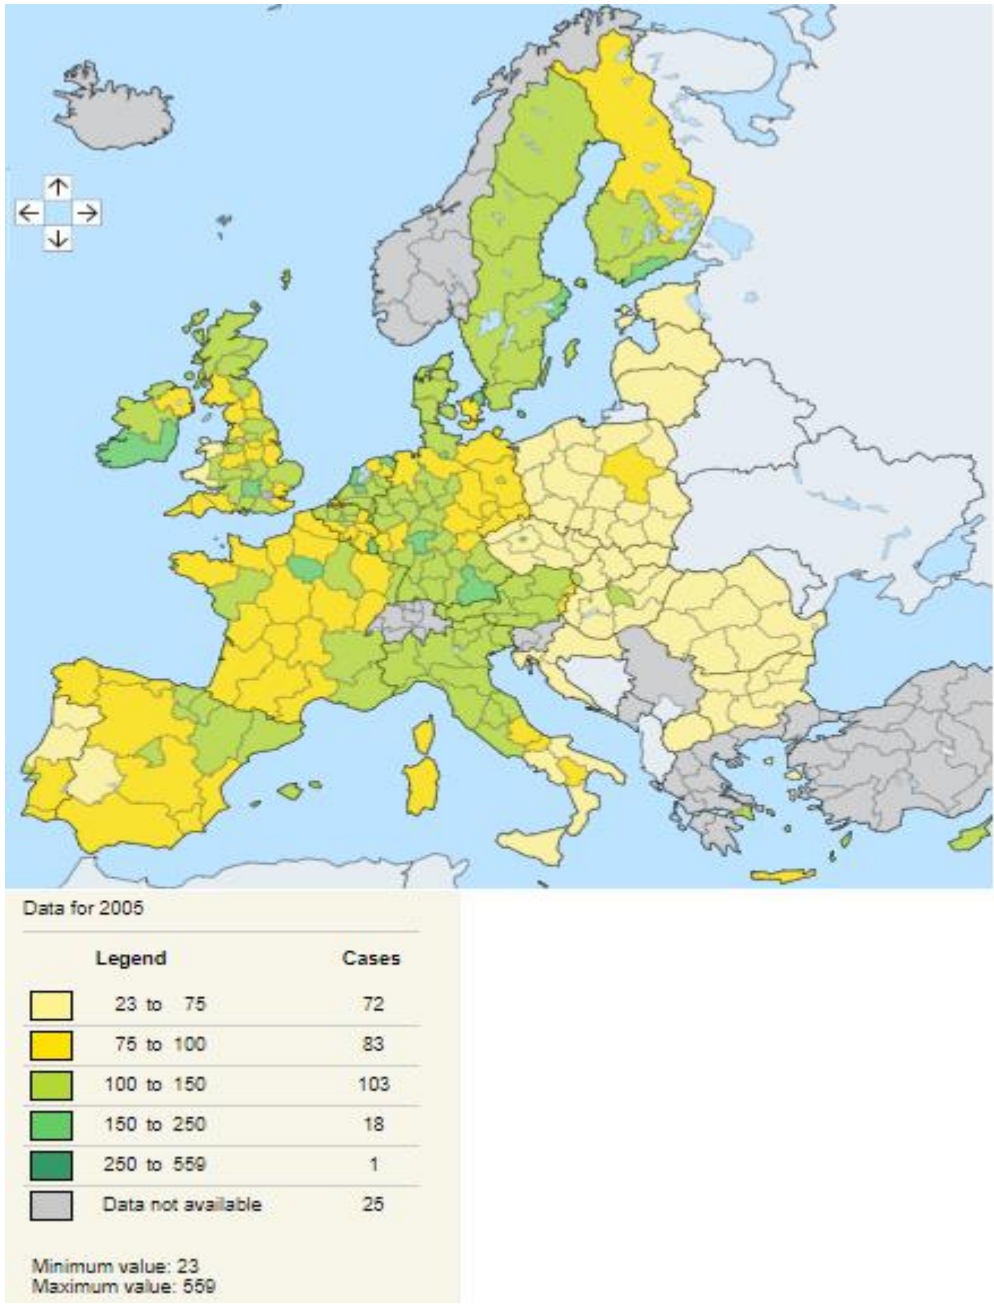 Data for 2005
Legend Cases
23 to 75 72
75 to 100 83
100 to 150 103
150 to 250 18
250 to 559 1
Data not available 25
Minimum value: 23
Maximum value: 559